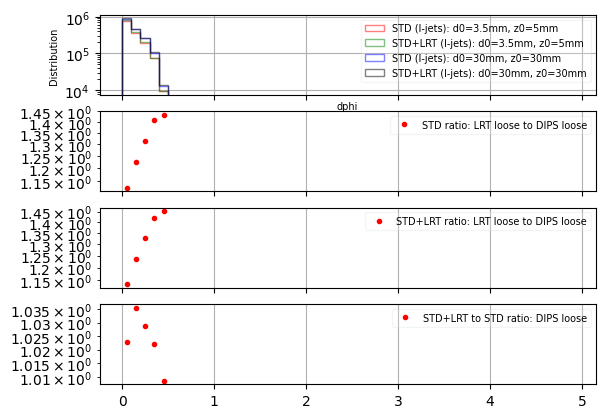 Distribution
10^6
10^5
10^4
STD (l-jets): d0=3.5mm, z0=5mm
STD+LRT (l-jets): d0=3.5mm, z0=5mm
STD (l-jets): d0=30mm, z0=30mm
STD+LRT (l-jets): d0=30mm, z0=30mm
dphi
1.45 × 10^0
1.4 × 10^0
1.35 × 10^0
1.3 × 10^0
1.25 × 10^0
1.2 × 10^0
1.15 × 10^0
STD ratio: LRT loose to DIPS loose
1.45 × 10^0
1.4 × 10^0
1.35 × 10^0
1.3 × 10^0
1.25 × 10^0
1.2 × 10^0
1.15 × 10^0
STD+LRT ratio: LRT loose to DIPS loose
1.035 × 10^0
1.03 × 10^0
1.025 × 10^0
1.02 × 10^0
1.015 × 10^0
1.01 × 10^0
STD+LRT to STD ratio: DIPS loose
0 1 2 3 4 5